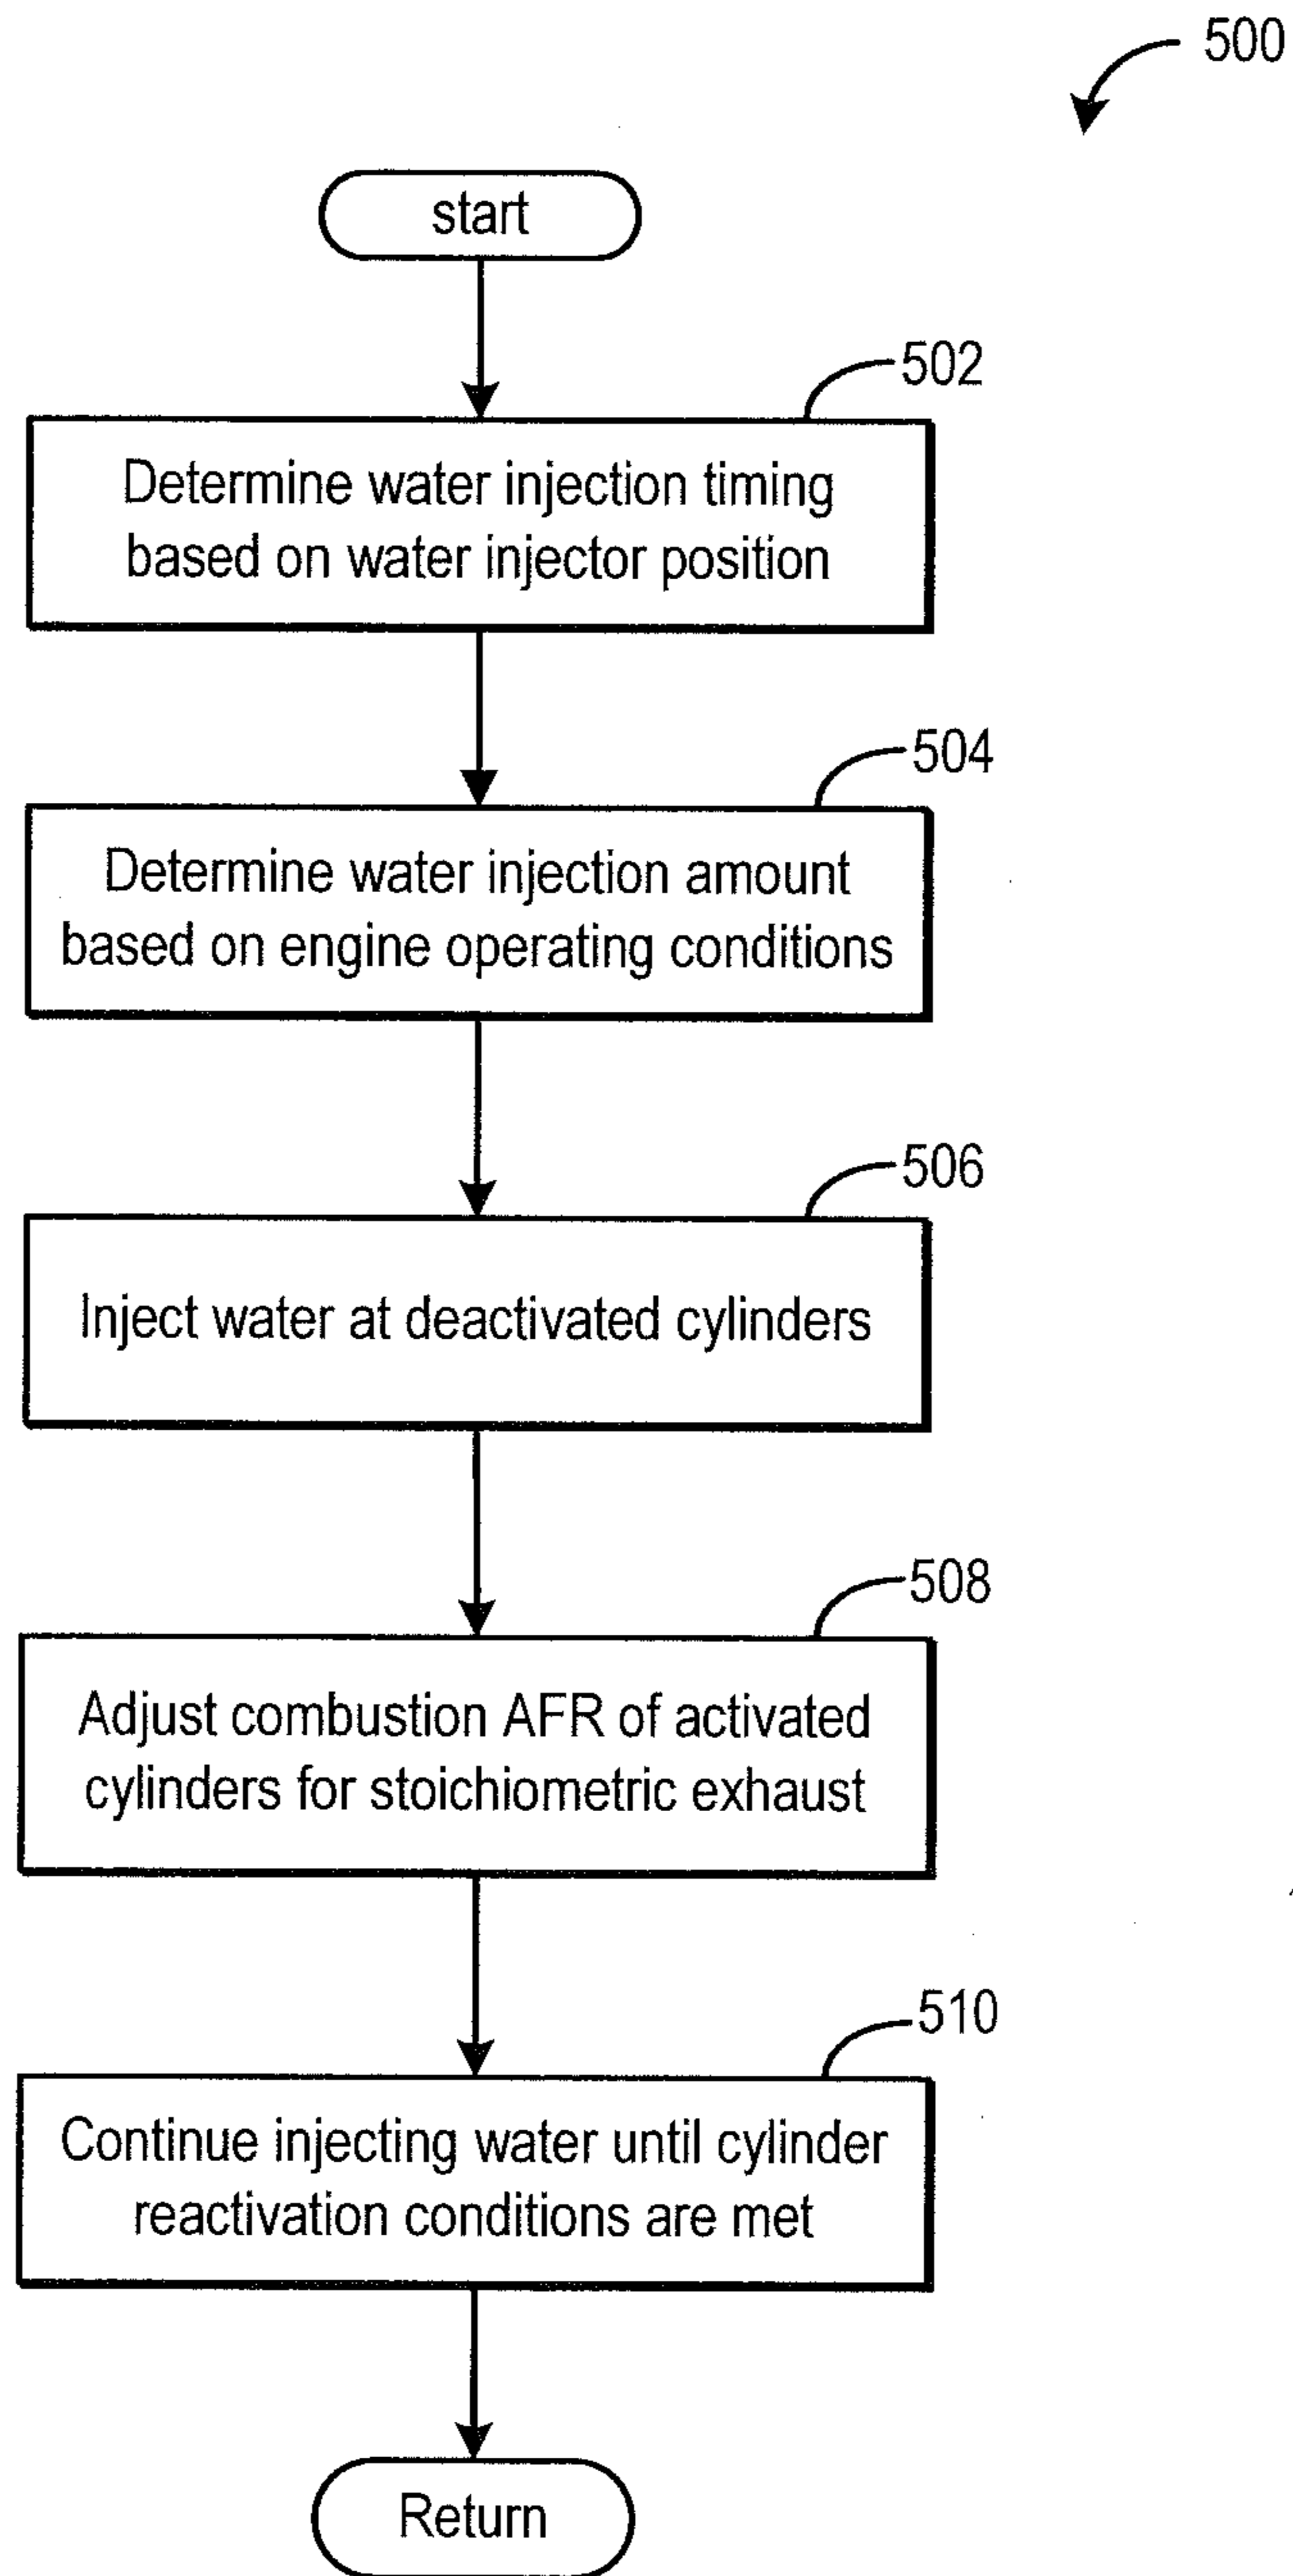 500
start
502
Determine water injection timing
based on water injector position
504
Determine water injection amount
based on engine operating conditions
506
Inject water at deactivated cylinders
508
Adjust combustion AFR of activated
cylinders for stoichiometric exhaust
510
Continue injecting water until cylinder
reactivation conditions are met
Return